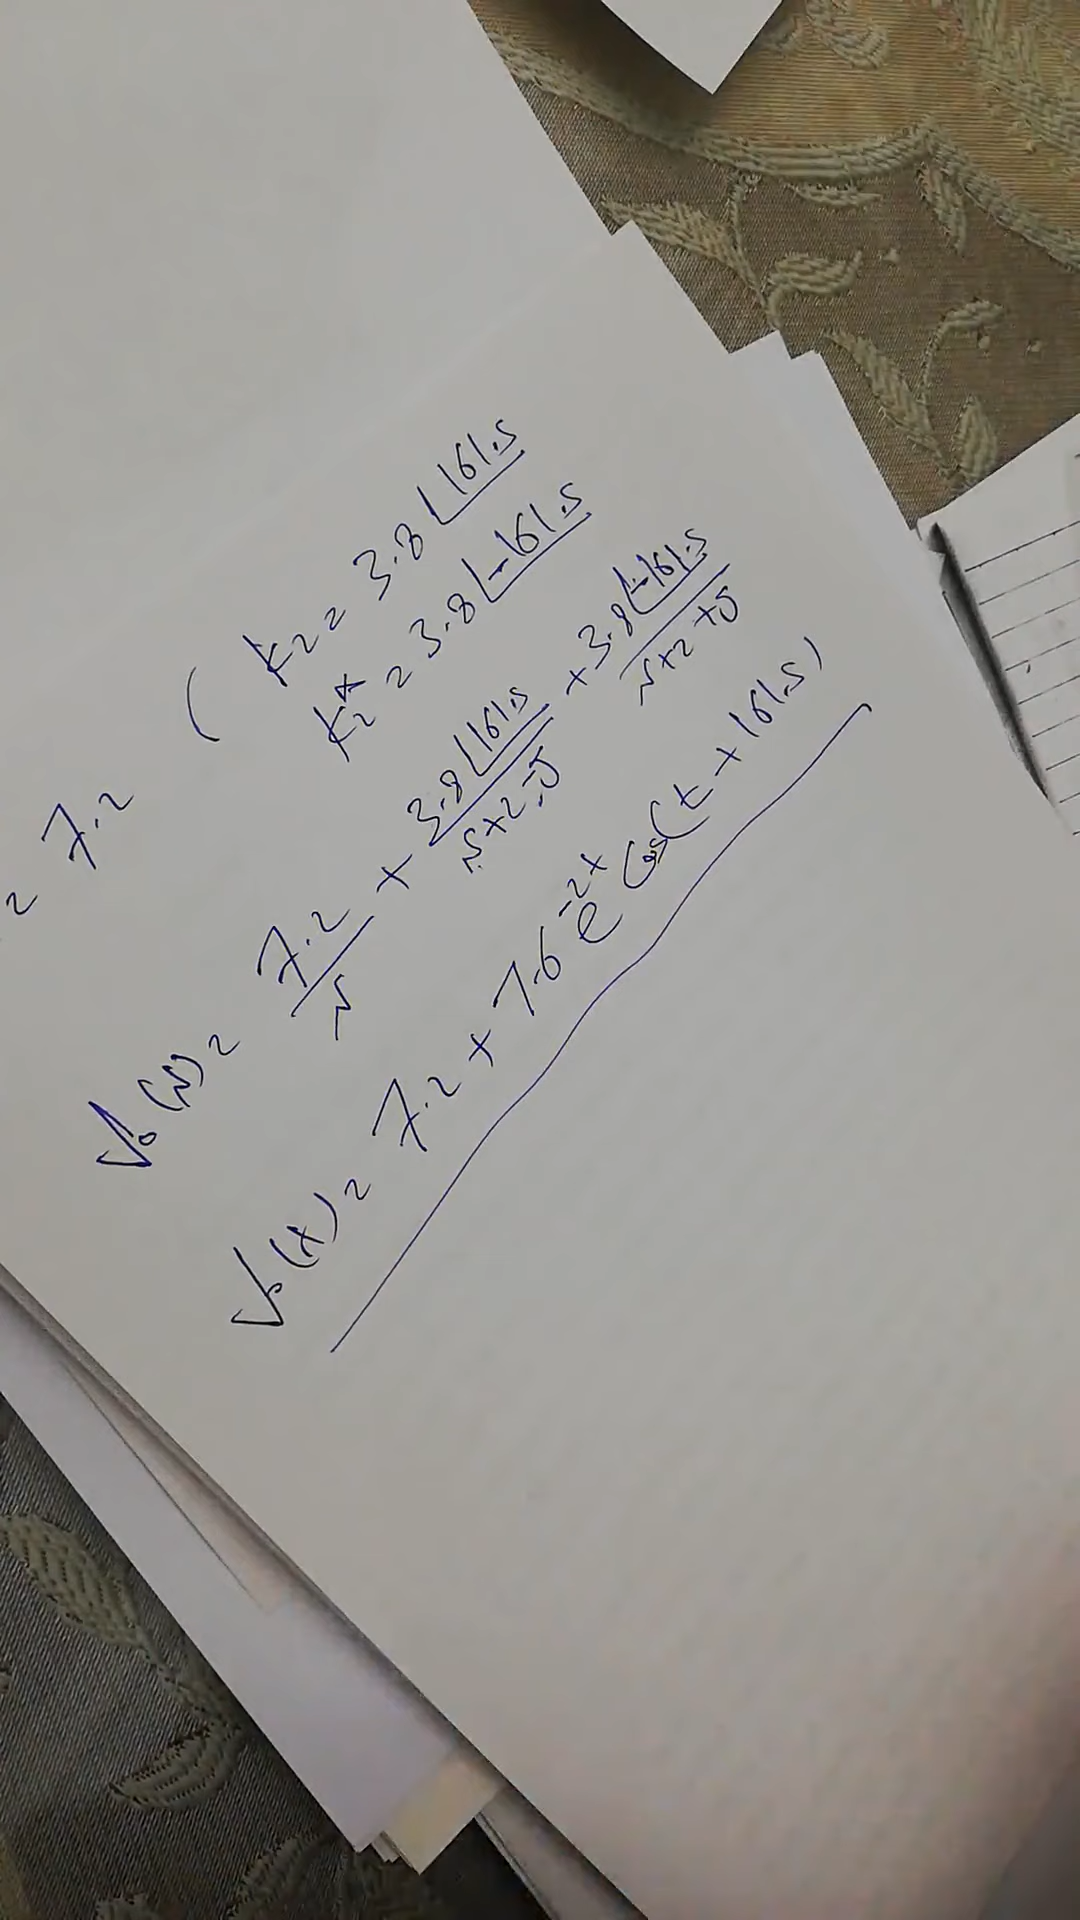 = 7.2 ( k₂ = 3.8∠161.5
k₂* = 3.8∠-161.5
Vo(s) = 7.2/s + 3.8∠161.5/s+2-j + 3.8∠-161.5/s+2+j
Vo(t) = 7.2 + 7.6 e^-2t cos(t + 161.5)